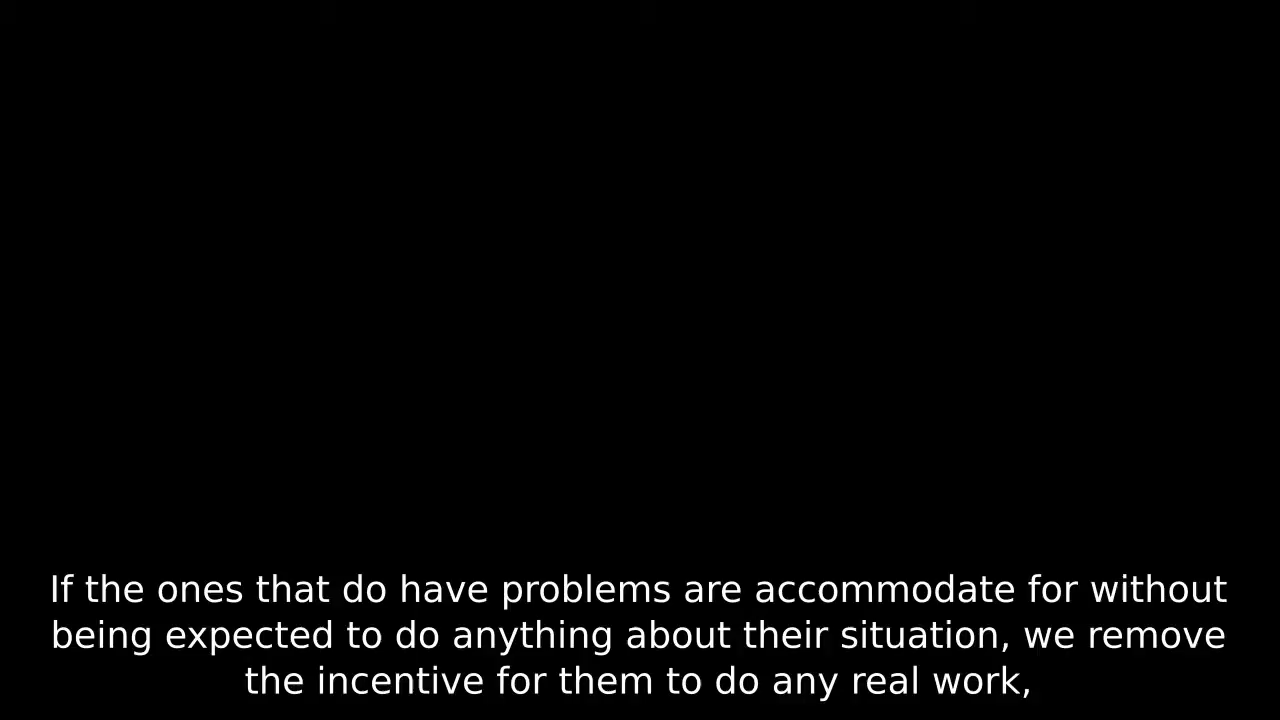 If the ones that do have problems are accommodate for without
being expected to do anything about their situation, we remove
the incentive for them to do any real work,